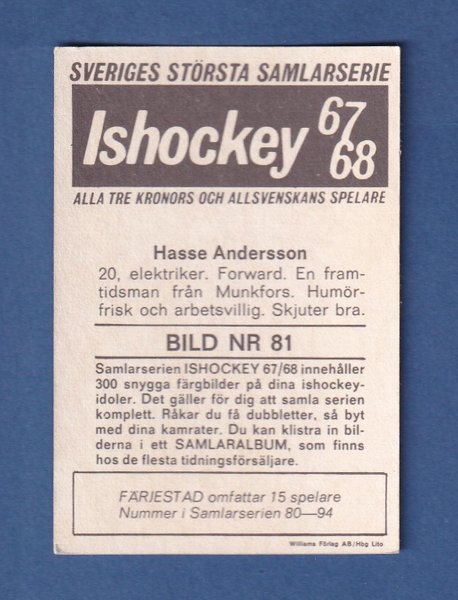 SVERIGES STÖRSTA SAMLARSERIE
Ishockey 67
68
ALLA TRE KRONORS OCH ALLSVENSKANS SPELARE
Hasse Andersson
20, elektriker. Forward. En fram-
tidsman från Munkfors. Humör-
frisk och arbetsvillig. Skjuter bra.
BILD NR 81
Samlarserien ISHOCKEY 67/68 innehåller
300 snygga färgbilder på dina ishockey-
idoler. Det gäller för dig att samla serien
komplett. Råkar du få dubbletter, så byt
med dina kamrater. Du kan klistra in bil-
derna i ett SAMLARALBUM, som finns
hos de flesta tidningsförsäljare.
FÄRJESTAD omfattar 15 spelare
Nummer i Samlarserien 80—94
Williams Förlag AB/Hbg Lito